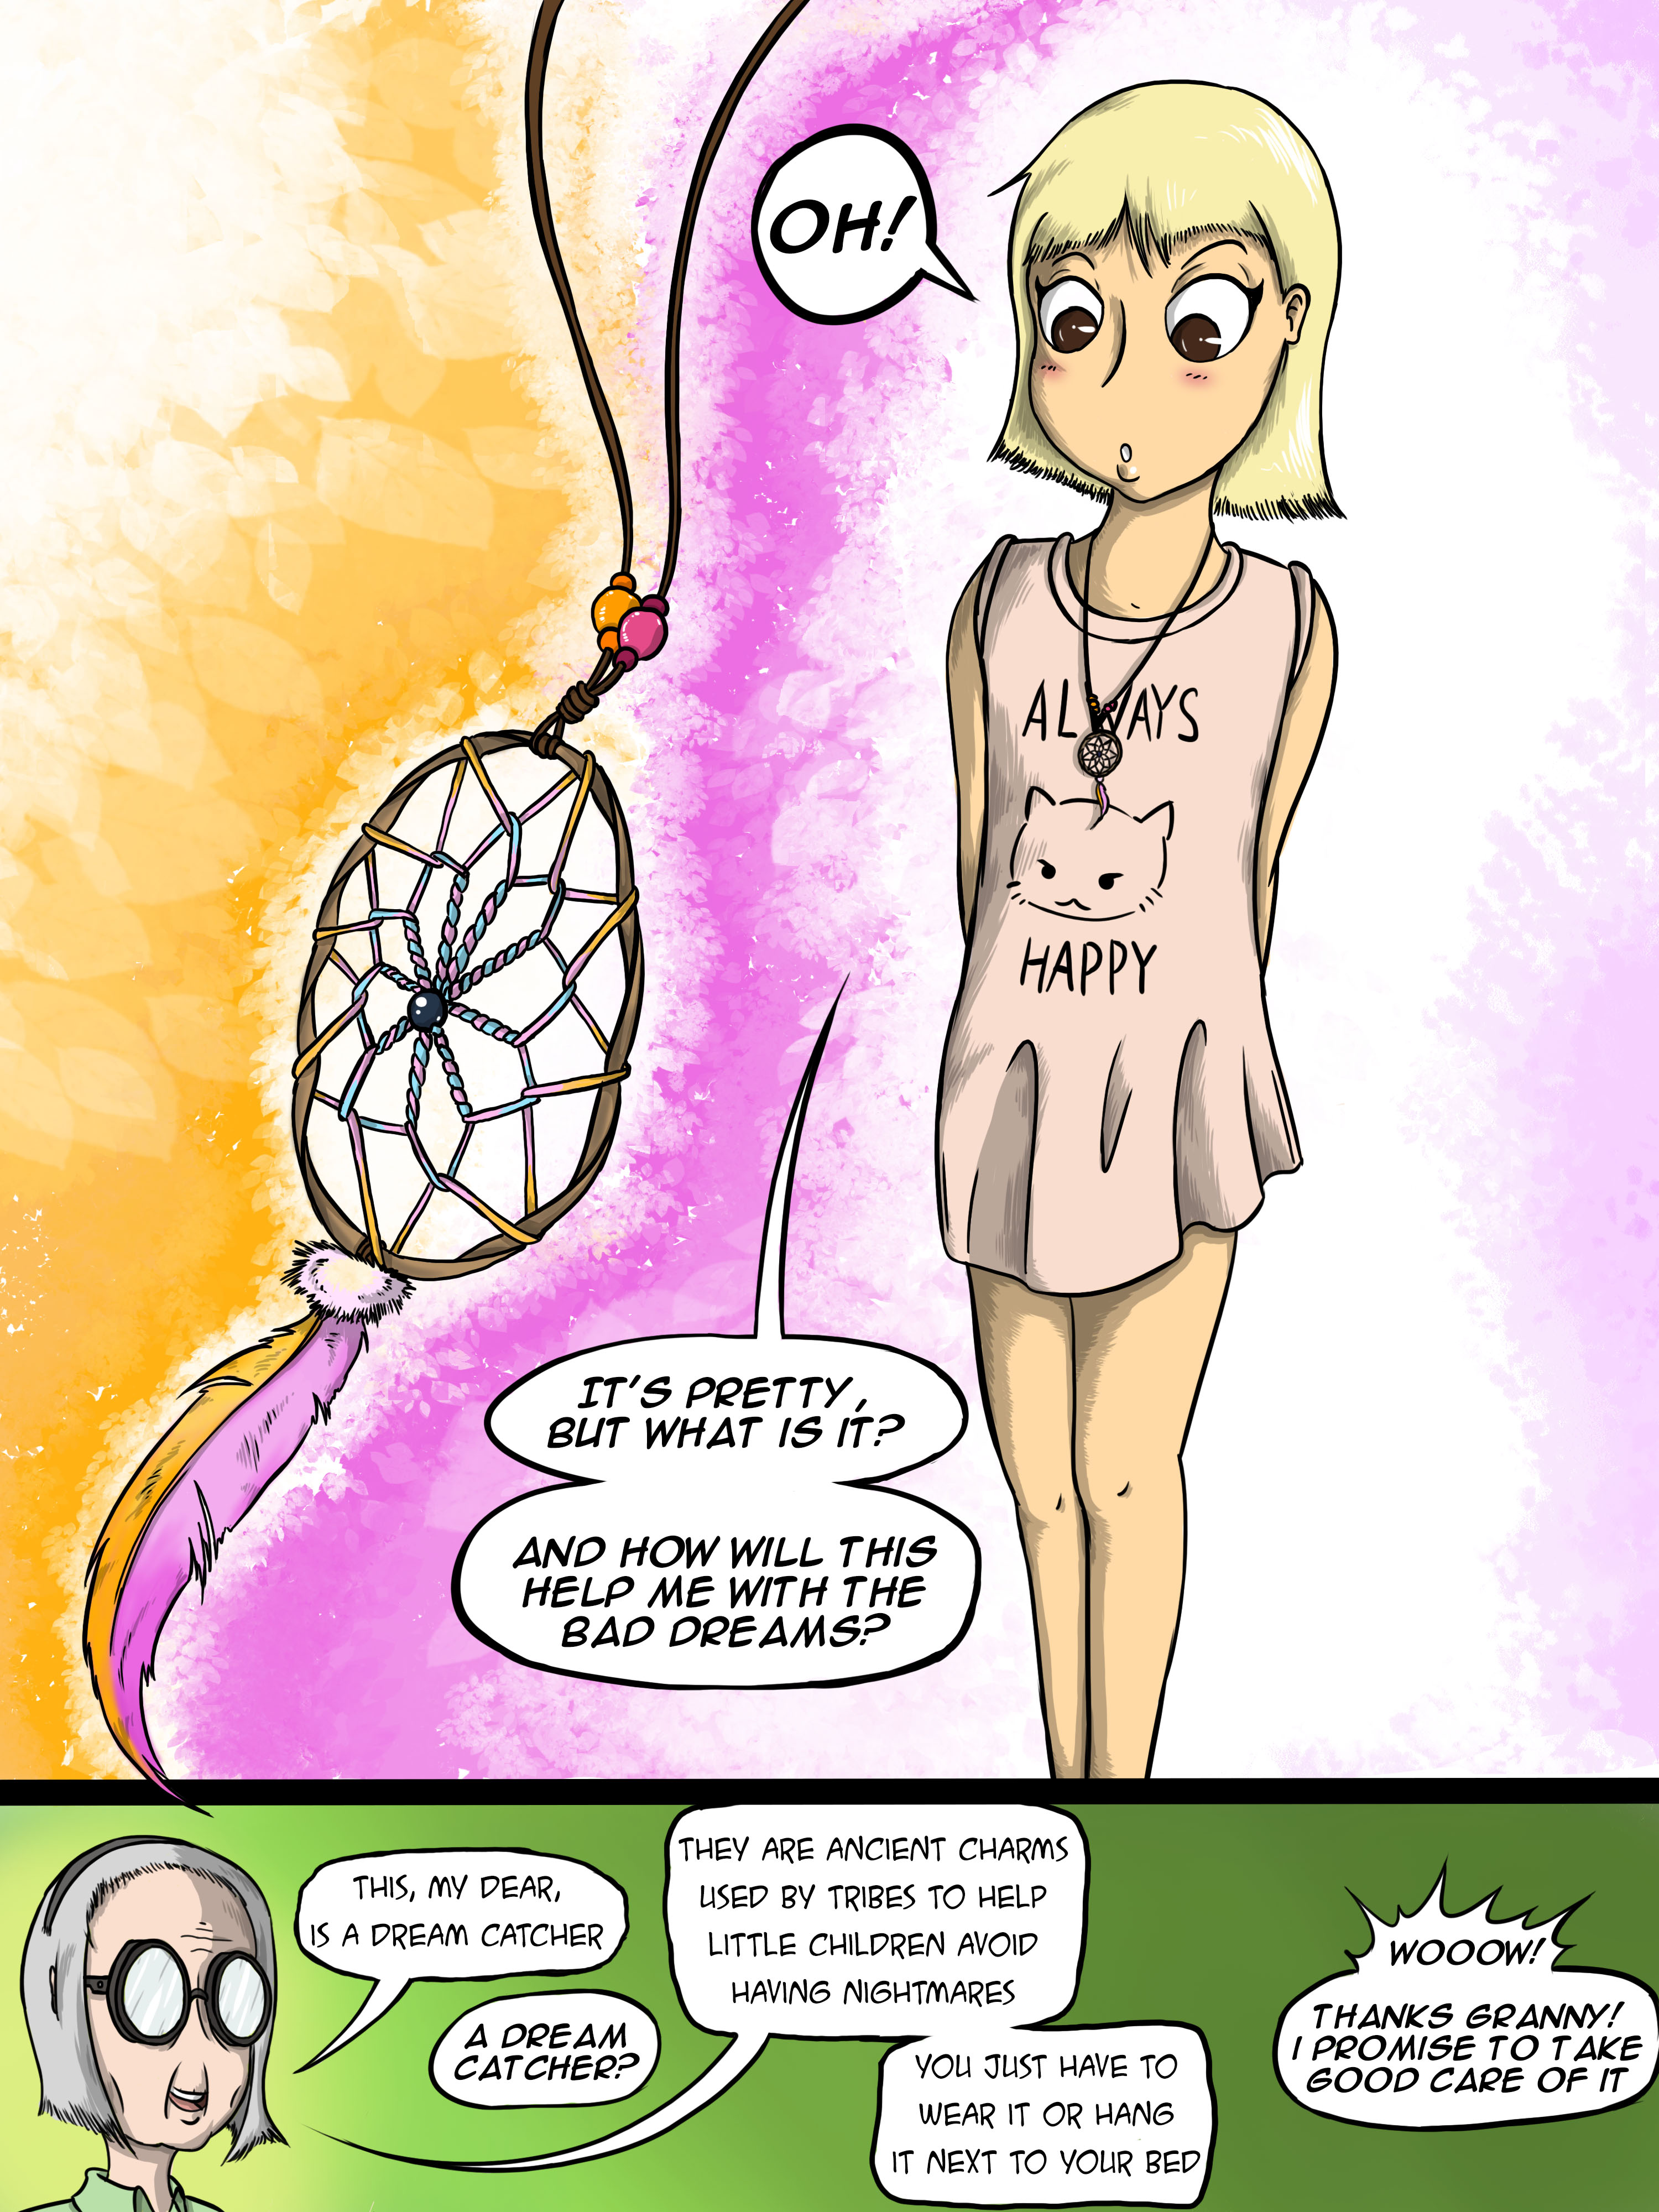 OH!
ALWAYS
HAPPY
IT'S PRETTY,
BUT WHAT IS IT?
AND HOW WILL THIS
HELP ME WITH THE
BAD DREAMS?
THIS, MY DEAR,
IS A DREAM CATCHER
A DREAM
CATCHER?
THEY ARE ANCIENT CHARMS
USED BY TRIBES TO HELP
LITTLE CHILDREN AVOID
HAVING NIGHTMARES
YOU JUST HAVE TO
WEAR IT OR HANG
IT NEXT TO YOUR BED
WOOOW!
THANKS GRANNY!
I PROMISE TO TAKE
GOOD CARE OF IT